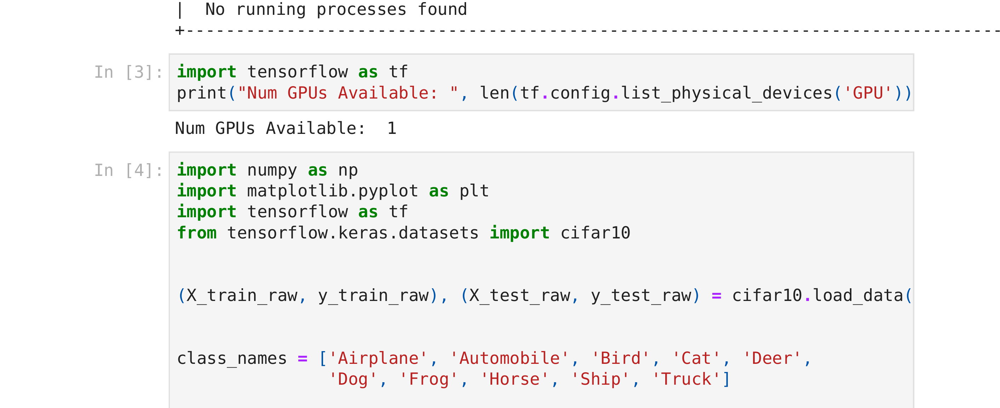 |  No running processes found
+---------------------------------------------------------------------------------
In [3]:
import tensorflow as tf
print("Num GPUs Available: ", len(tf.config.list_physical_devices('GPU'))
Num GPUs Available:  1
In [4]:
import numpy as np
import matplotlib.pyplot as plt
import tensorflow as tf
from tensorflow.keras.datasets import cifar10
(X_train_raw, y_train_raw), (X_test_raw, y_test_raw) = cifar10.load_data(
class_names = ['Airplane', 'Automobile', 'Bird', 'Cat', 'Deer',
               'Dog', 'Frog', 'Horse', 'Ship', 'Truck']